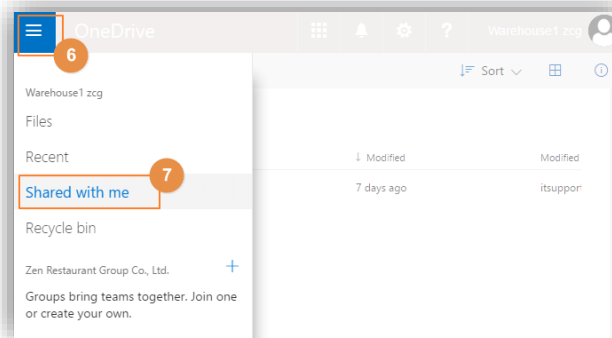 OneDrive
?
Warehouse1 zcg
6
Sort
Warehouse1 zcg
Files
Recent
↓ Modified
Modified
7
Shared with me
7 days ago
itsuppor
Recycle bin
Zen Restaurant Group Co., Ltd. +
Groups bring teams together. Join one
or create your own.